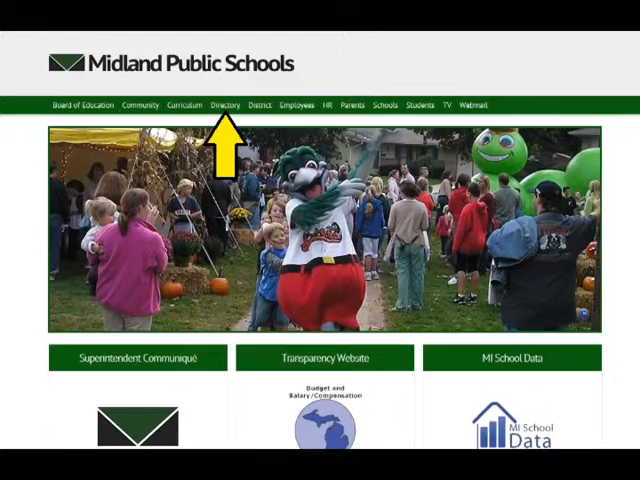 Midland Public Schools
Board of Education Community Curriculum Directory District Employees HR Parents Schools Students TV Webmail
Superintendent Communiqué Transparency Website MI School Data
Budget and
Salary/Compensation
MI School
Data